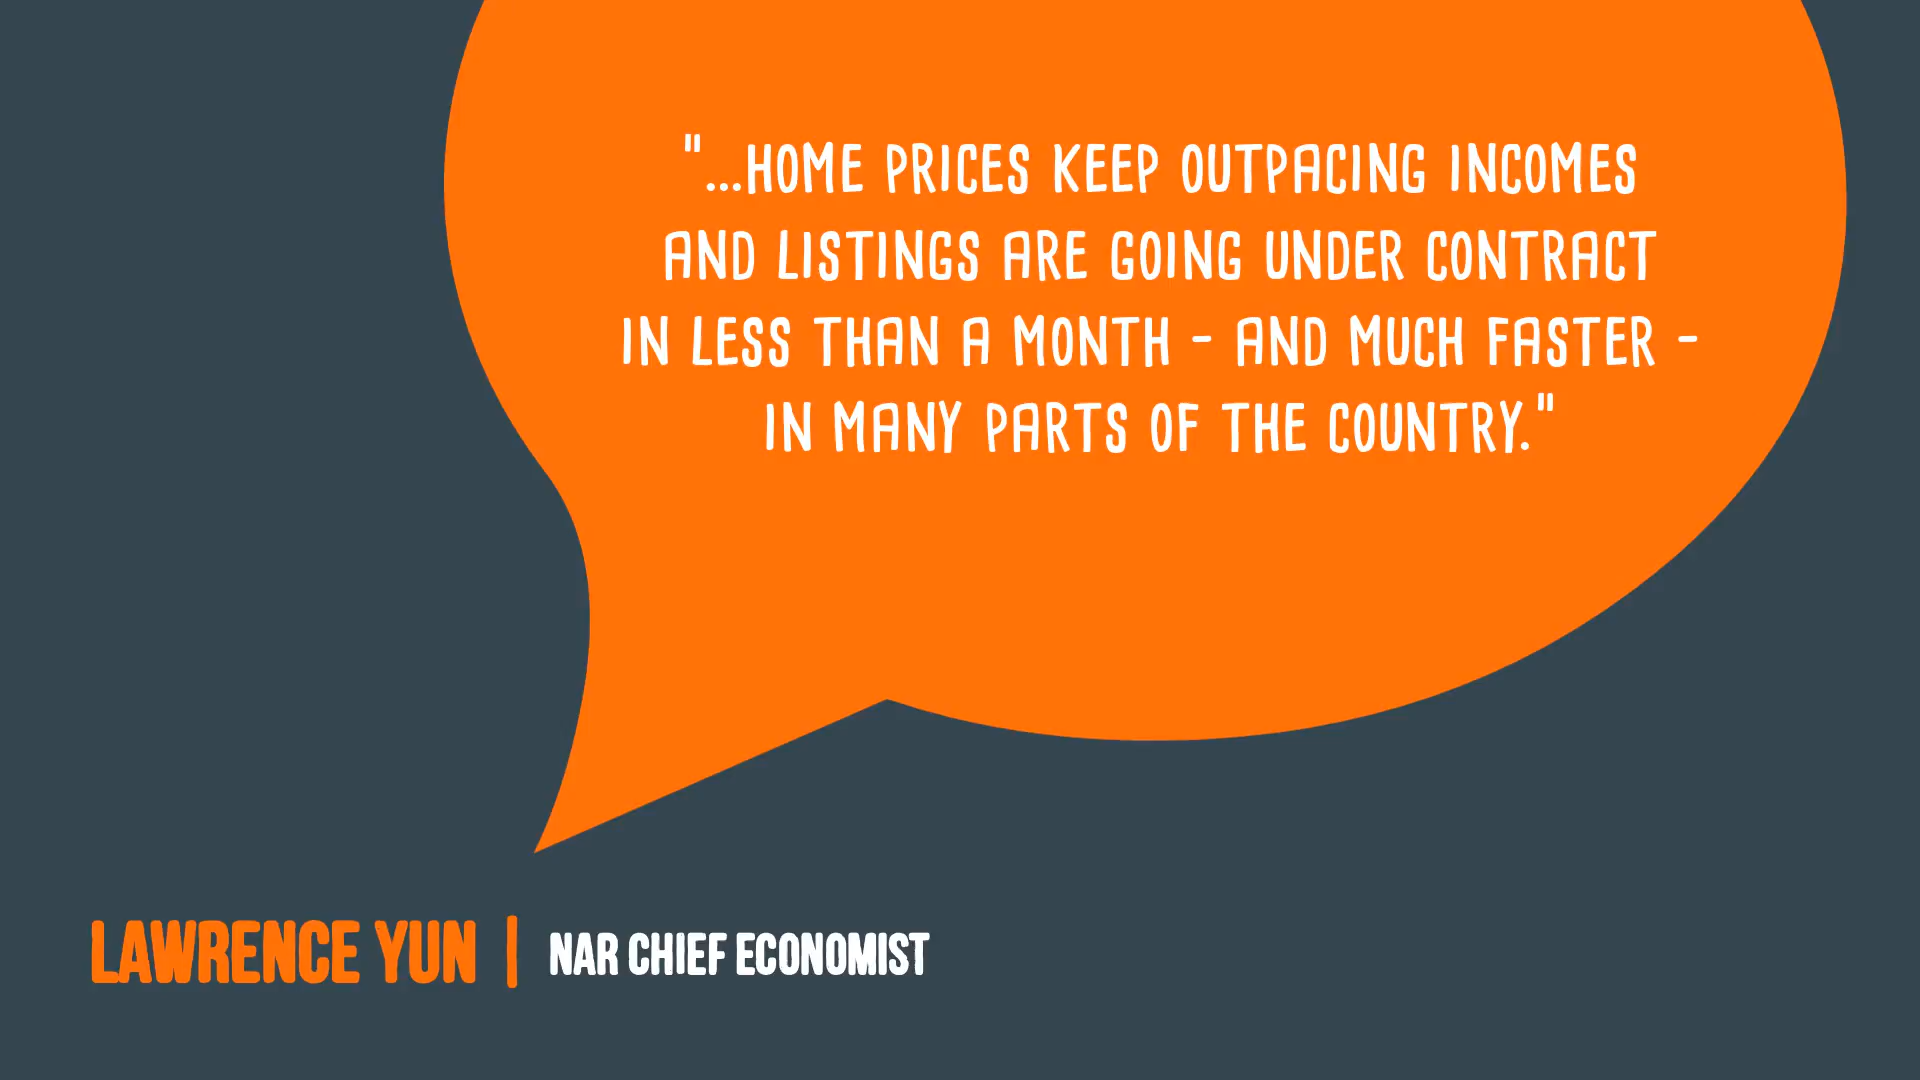 "...HOME PRICES KEEP OUTPACING INCOMES
AND LISTINGS ARE GOING UNDER CONTRACT
IN LESS THAN A MONTH - AND MUCH FASTER -
IN MANY PARTS OF THE COUNTRY."
LAWRENCE YUN | NAR CHIEF ECONOMIST